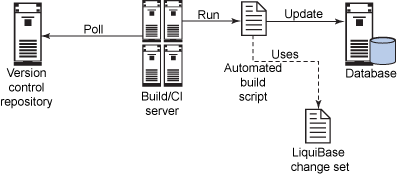 Poll
Run
Update
Uses
Version
control
repository
Build/CI
server
Automated
build
script
Database
LiquiBase
change set